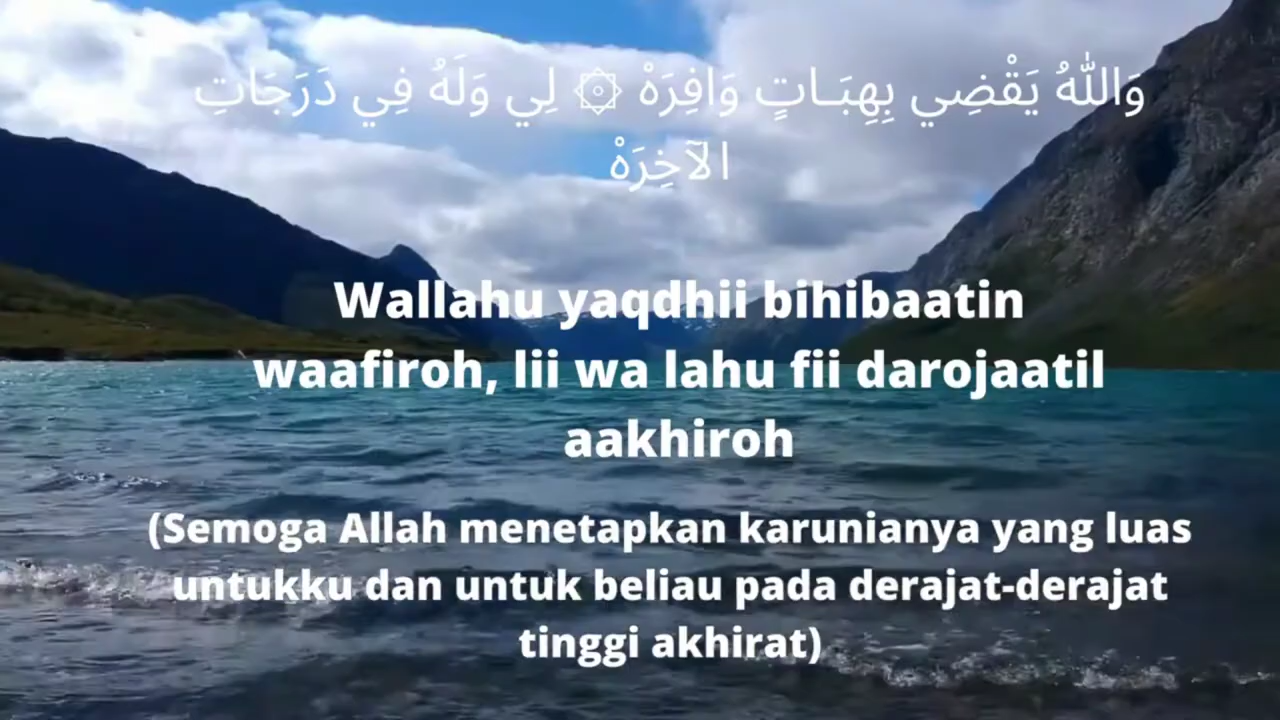 وَاللهُ يَقْضِي بِهِبَـاتٍ وَافِرَهْ ۞ لِي وَلَهُ فِي دَرَجَاتِ
الآخِرَهْ
Wallahu yaqdhii bihibaatin
waafiroh, lii wa lahu fii darojaatil
aakhiroh
(Semoga Allah menetapkan karunianya yang luas
untukku dan untuk beliau pada derajat-derajat
tinggi akhirat)